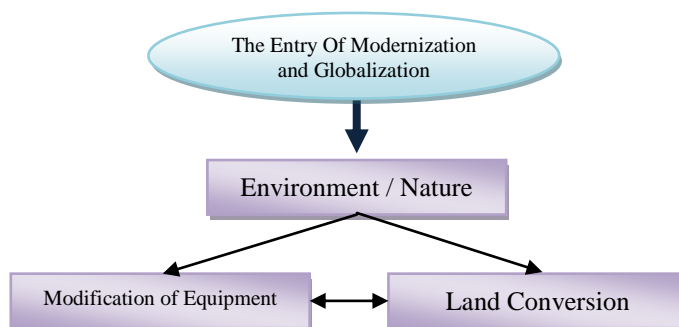 The Entry Of Modernization
and Globalization
Environment / Nature
Modification of Equipment
Land Conversion